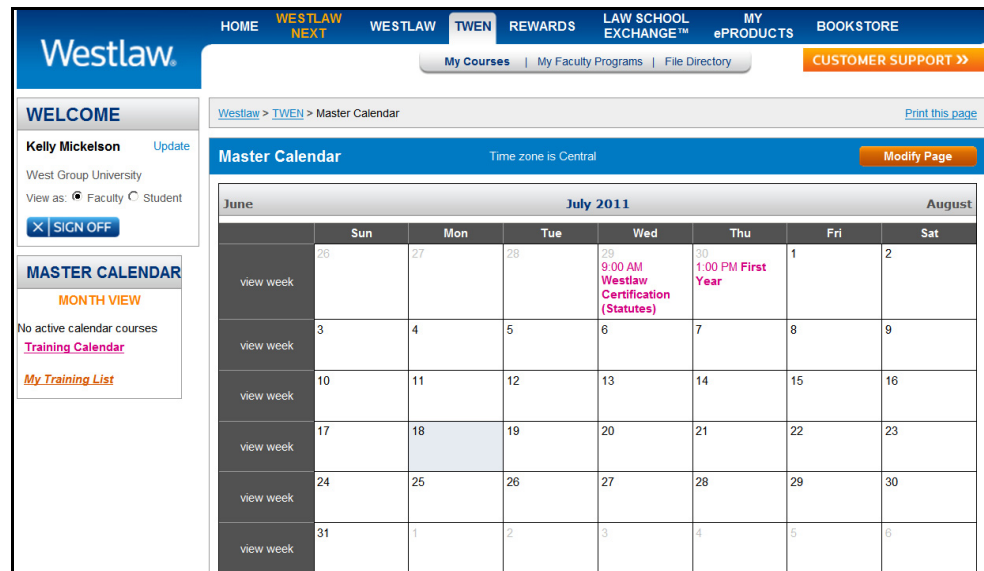 HOME WESTLAW NEXT WESTLAW TWEN REWARDS LAW SCHOOL EXCHANGE™ MY ePRODUCTS BOOKSTORE
Westlaw.
My Courses | My Faculty Programs | File Directory
CUSTOMER SUPPORT »
WELCOME
Kelly Mickelson Update
West Group University
View as: Faculty Student
X SIGN OFF
MASTER CALENDAR
MONTH VIEW
No active calendar courses
Training Calendar
My Training List
Westlaw > TWEN > Master Calendar Print this page
Master Calendar Time zone is Central Modify Page
June July 2011 August
Sun Mon Tue Wed Thu Fri Sat
view week 26 27 28 29 30 1 2
9:00 AM
Westlaw
Certification
(Statutes)
1:00 PM First
Year
view week 3 4 5 6 7 8 9
view week 10 11 12 13 14 15 16
view week 17 18 19 20 21 22 23
view week 24 25 26 27 28 29 30
view week 31 1 2 3 4 5 6